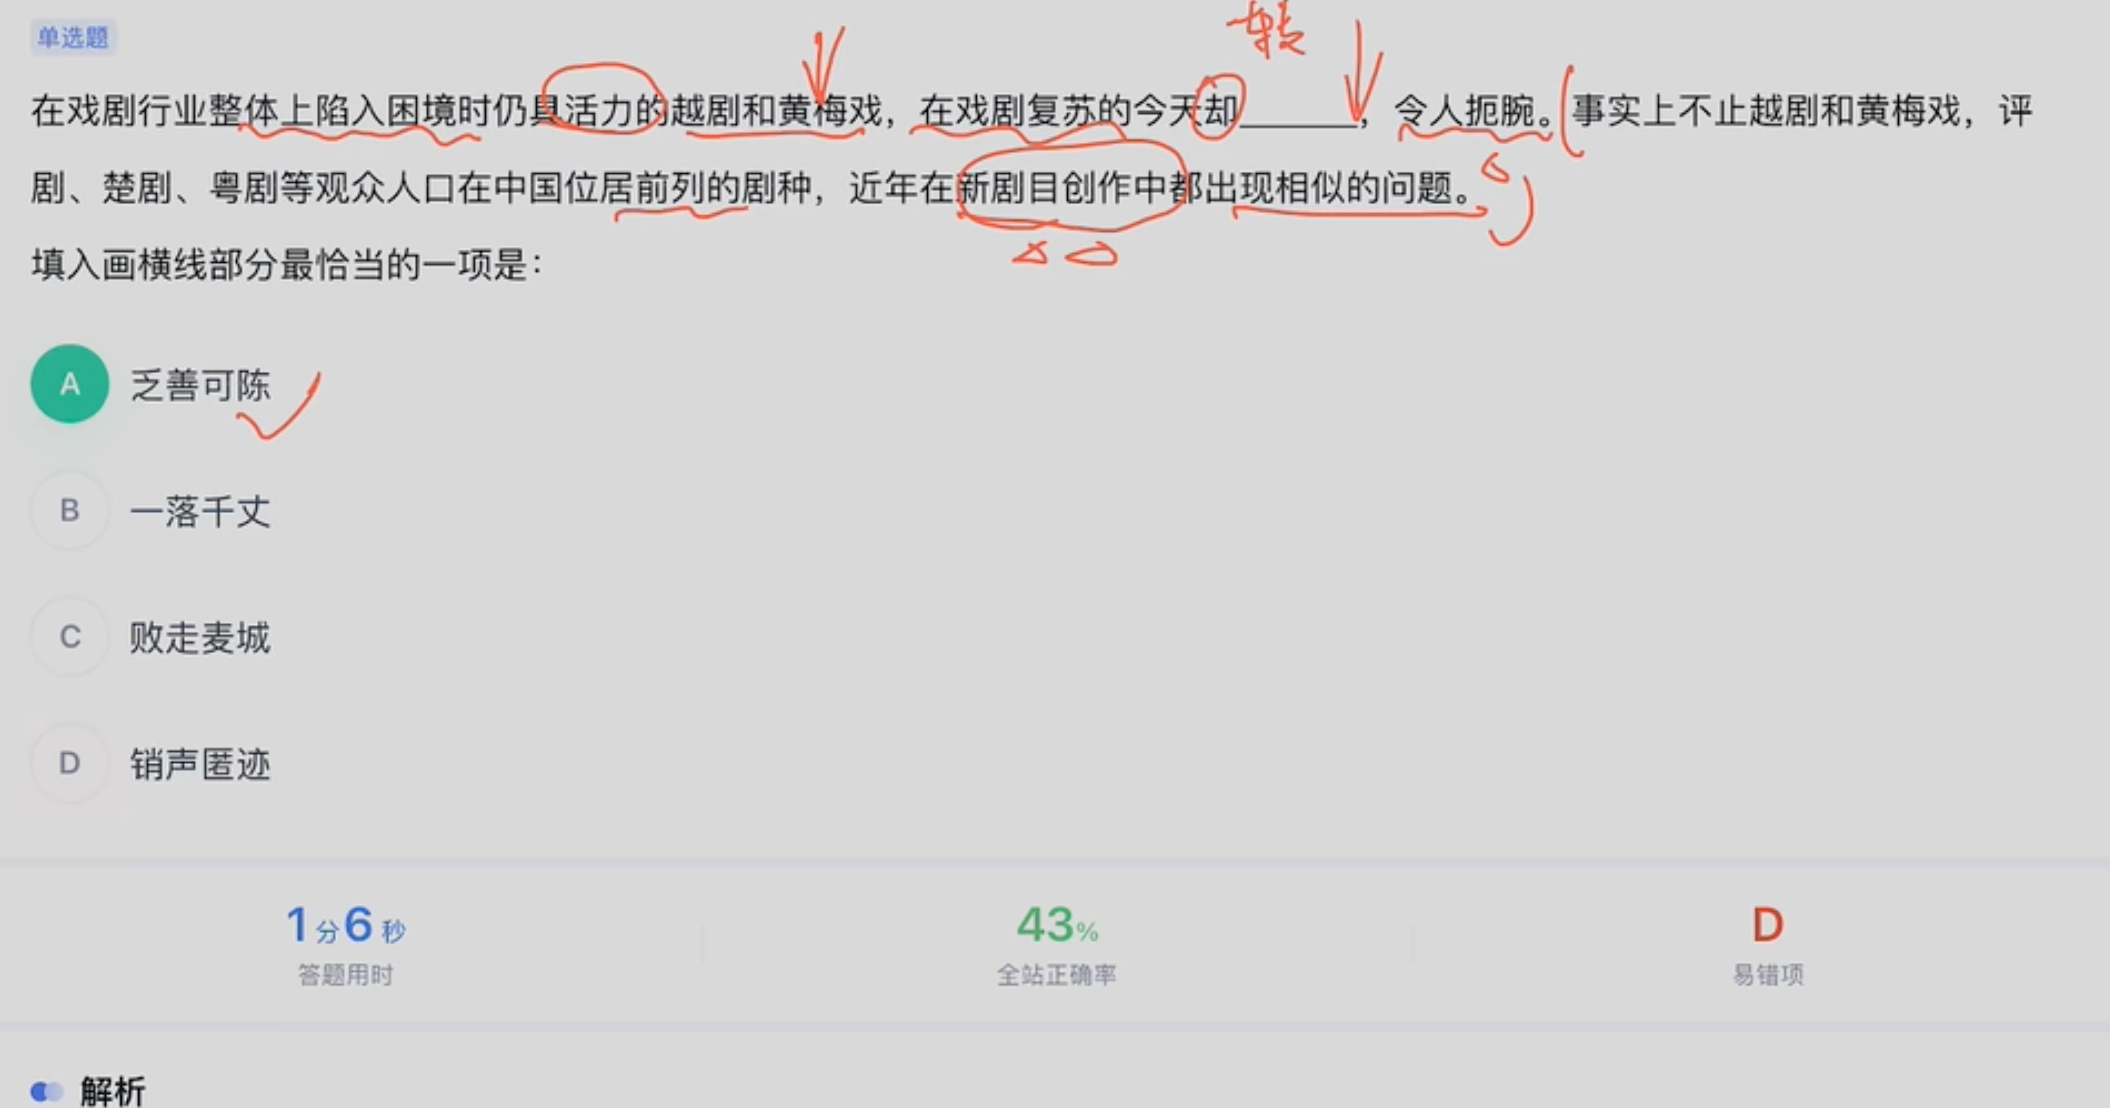 单选题
转
在戏剧行业整体上陷入困境时仍具活力的越剧和黄梅戏，在戏剧复苏的今天却______，令人扼腕。事实上不止越剧和黄梅戏，评
剧、楚剧、粤剧等观众人口在中国位居前列的剧种，近年在新剧目创作中都出现相似的问题。
填入画横线部分最恰当的一项是：
A 乏善可陈
B 一落千丈
C 败走麦城
D 销声匿迹
1分6秒 43% D
答题用时 全站正确率 易错项
解析